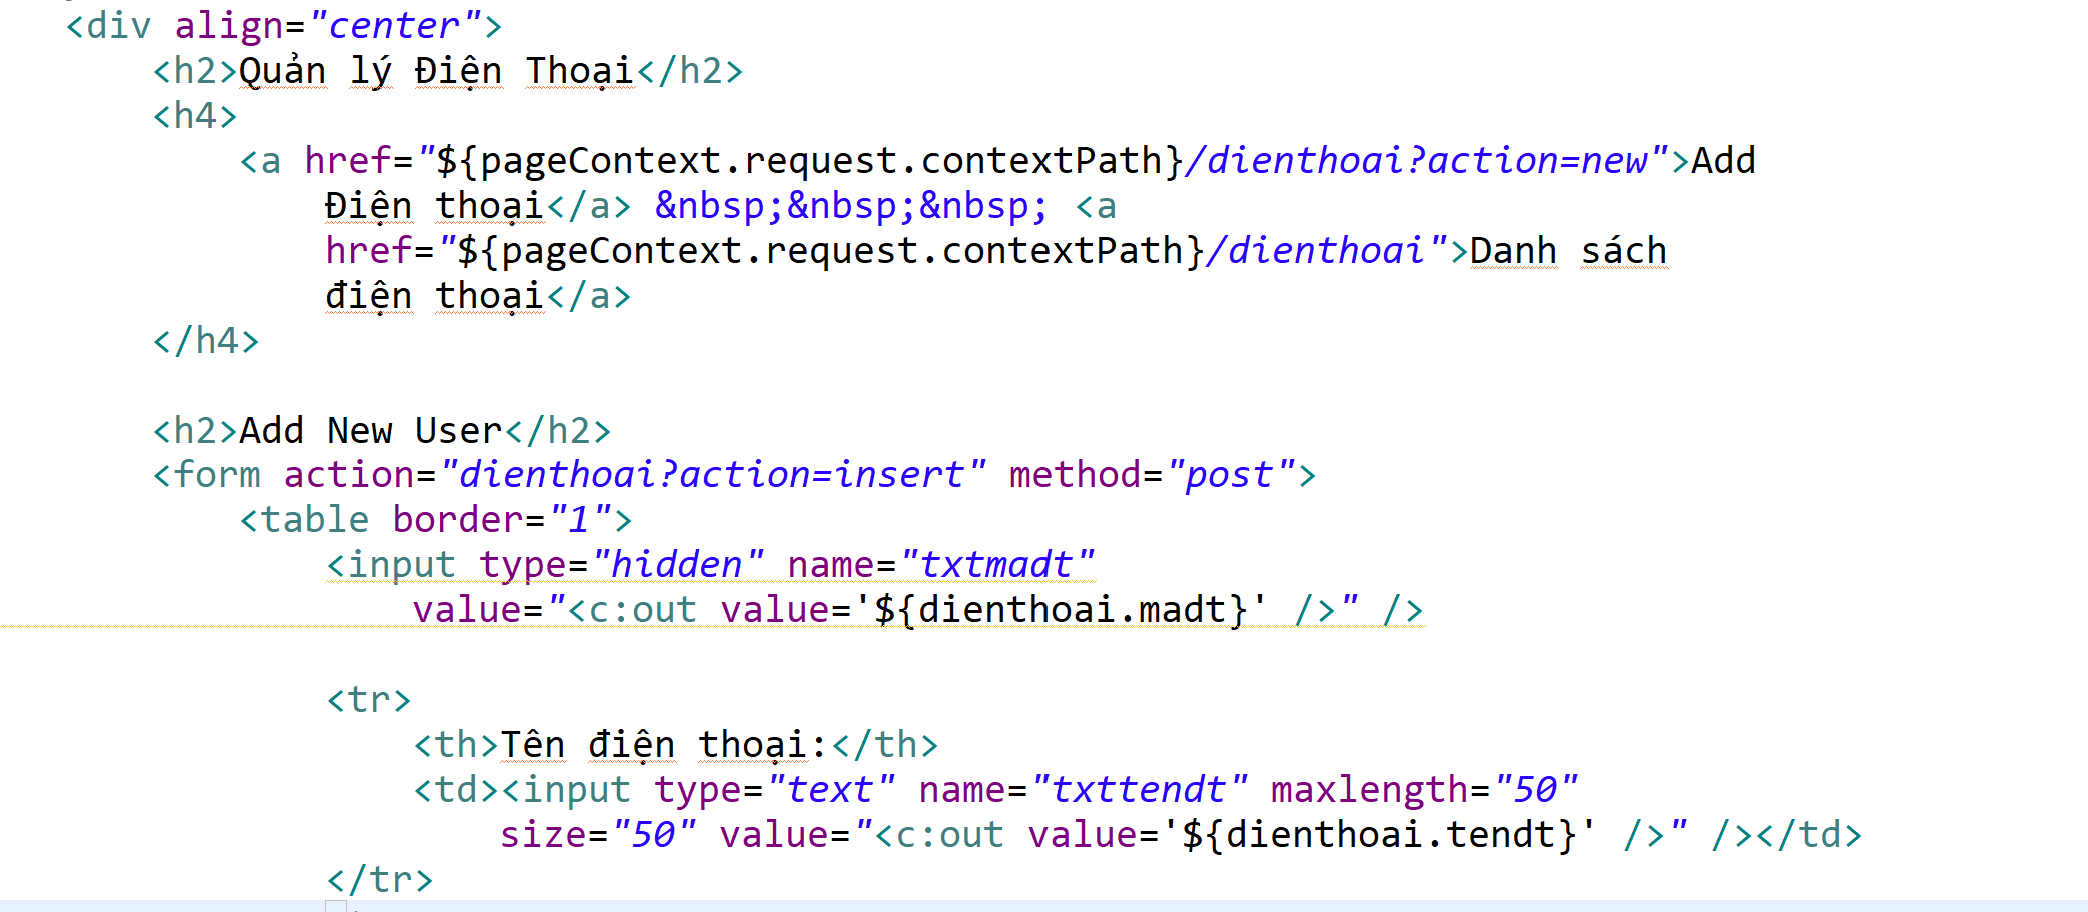 <div align="center">
<h2>Quản lý Điện Thoại</h2>
<h4>
<a href="${pageContext.request.contextPath}/dienthoai?action=new">Add
Điện thoại</a> &nbsp;&nbsp;&nbsp; <a
href="${pageContext.request.contextPath}/dienthoai">Danh sách
điện thoại</a>
</h4>
<h2>Add New User</h2>
<form action="dienthoai?action=insert" method="post">
<table border="1">
<input type="hidden" name="txtmadt"
value="<c:out value='${dienthoai.madt}' />" />
<tr>
<th>Tên điện thoại:</th>
<td><input type="text" name="txttendt" maxlength="50"
size="50" value="<c:out value='${dienthoai.tendt}' />" /></td>
</tr>